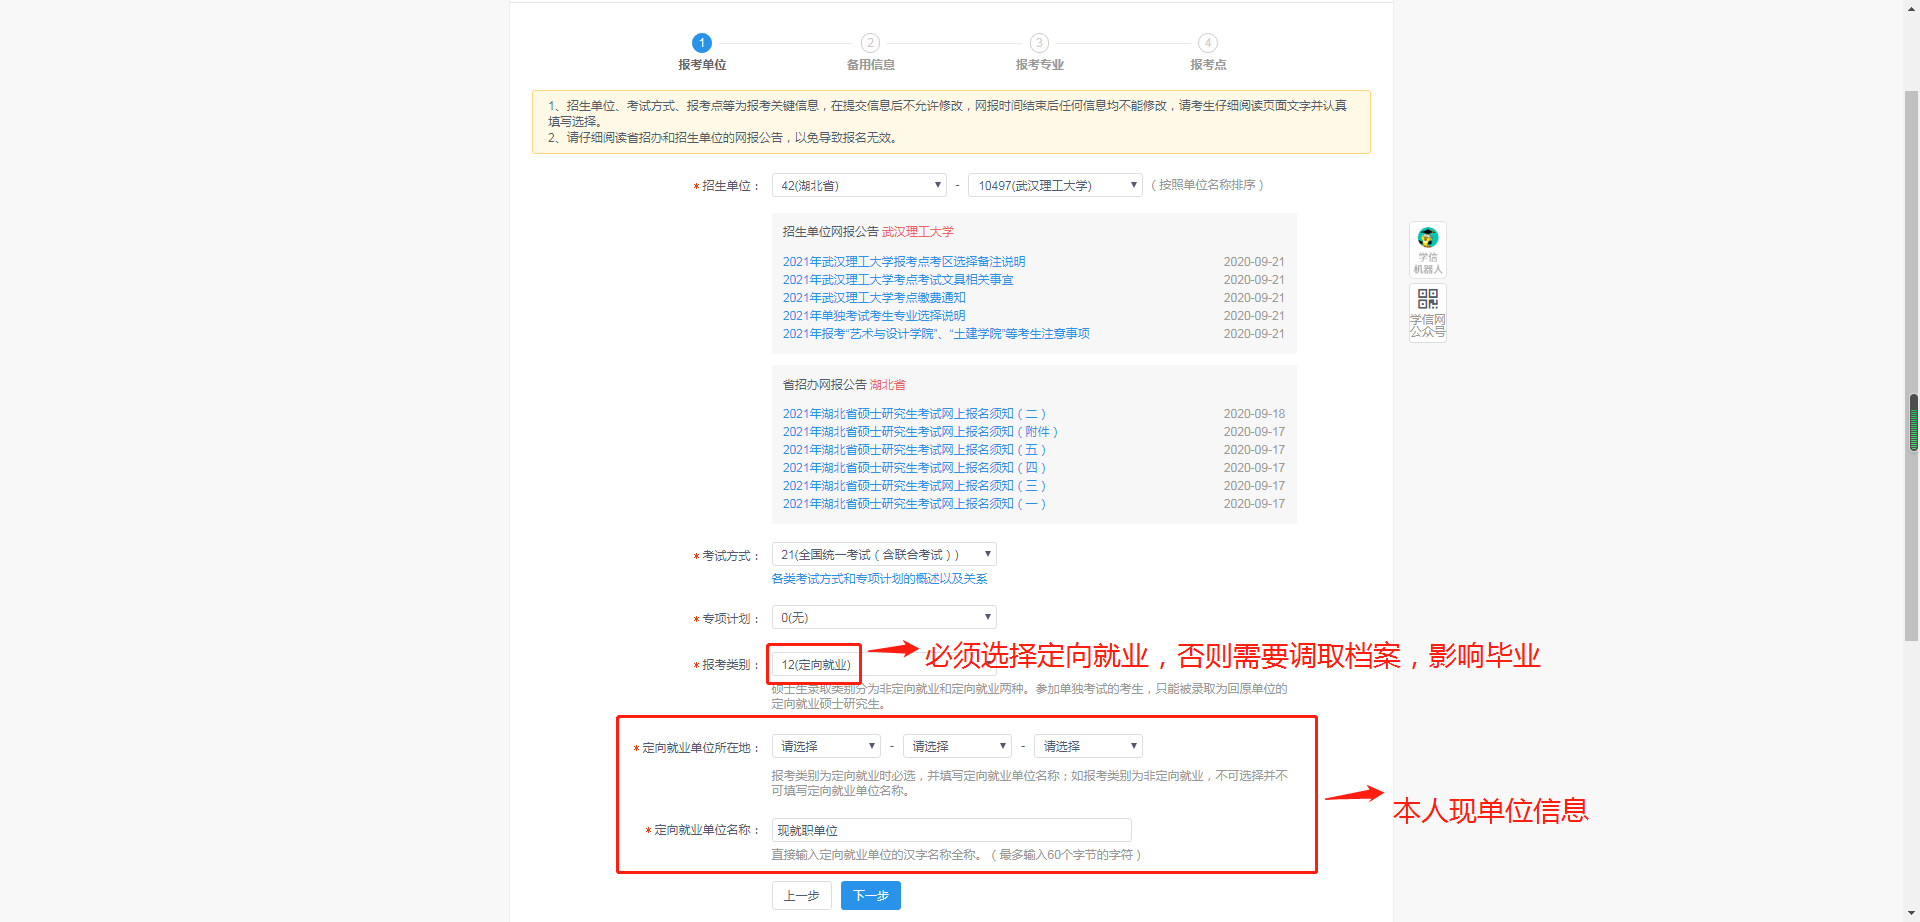 1
2
3
4
报考单位
备用信息
报考专业
报考点
1、招生单位、考试方式、报考点等为报考关键信息，在提交信息后不允许修改，网报时间结束后任何信息均不能修改，请考生仔细阅读页面文字并认真
填写选择。
2、请仔细阅读省招办和招生单位的网报公告，以免导致报名无效。
*招生单位： 42(湖北省) - 10497(武汉理工大学) （按照单位名称排序）
招生单位网报公告 武汉理工大学
2021年武汉理工大学报考点考区选择备注说明 2020-09-21
2021年武汉理工大学考点考试文具相关事宜 2020-09-21
2021年武汉理工大学考点缴费通知 2020-09-21
2021年单独考试考生专业选择说明 2020-09-21
2021年报考“艺术与设计学院”、“土建学院”等考生注意事项 2020-09-21
学信
机器人
学信网
公众号
省招办网报公告 湖北省
2021年湖北省硕士研究生考试网上报名须知（二） 2020-09-18
2021年湖北省硕士研究生考试网上报名须知（附件） 2020-09-17
2021年湖北省硕士研究生考试网上报名须知（五） 2020-09-17
2021年湖北省硕士研究生考试网上报名须知（四） 2020-09-17
2021年湖北省硕士研究生考试网上报名须知（三） 2020-09-17
2021年湖北省硕士研究生考试网上报名须知（一） 2020-09-17
*考试方式： 21(全国统一考试（含联合考试）)
各类考试方式和专项计划的概述以及关系
*专项计划： 0(无)
*报考类别： 12(定向就业) 必须选择定向就业，否则需要调取档案，影响毕业
硕士生录取类别分为非定向就业和定向就业两种。参加单独考试的考生，只能被录取为回原单位的
定向就业硕士研究生。
*定向就业单位所在地： 请选择 - 请选择 - 请选择
报考类别为定向就业时必选，并填写定向就业单位名称；如报考类别为非定向就业，不可选择并不
可填写定向就业单位名称。
本人现单位信息
*定向就业单位名称： 现就职单位
直接输入定向就业单位的汉字名称全称。（最多输入60个字节的字符）
上一步 下一步